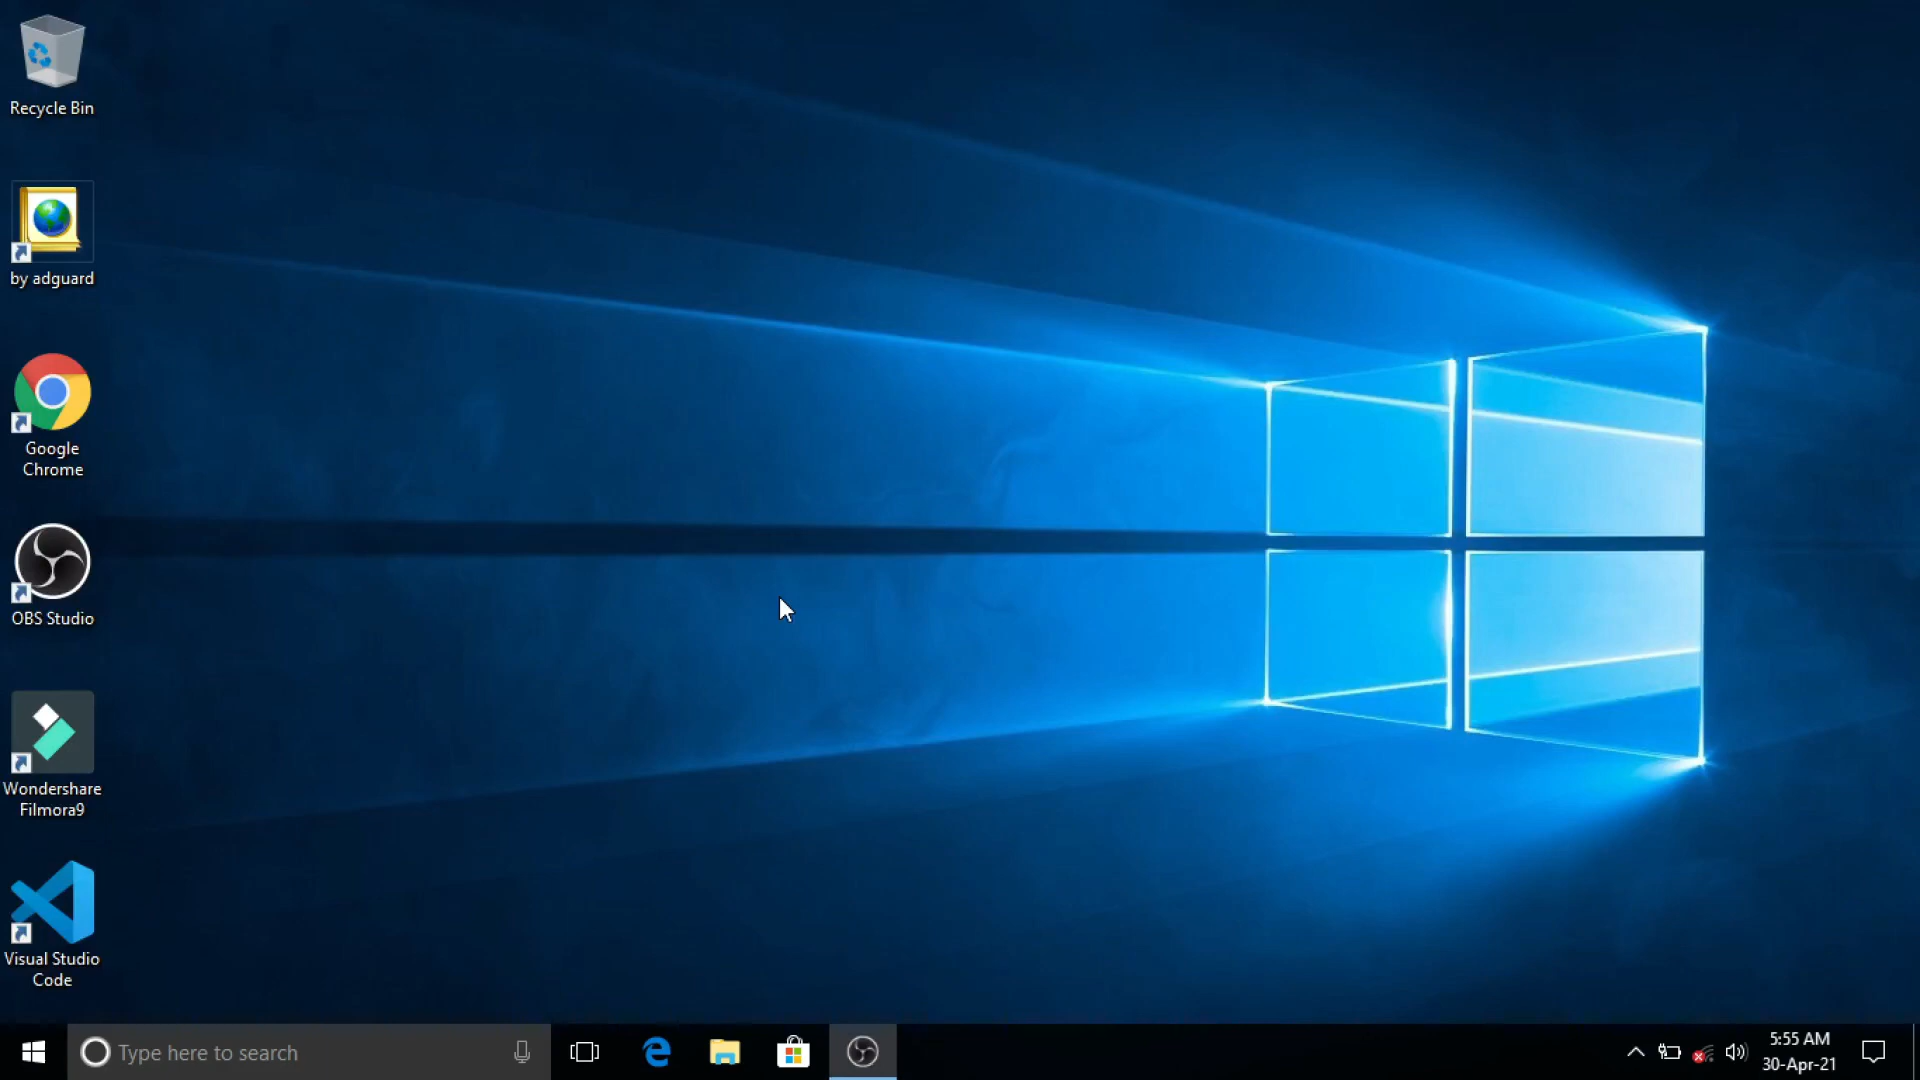 Recycle Bin
by adguard
Google
Chrome
OBS Studio
Wondershare
Filmora9
Visual Studio
Code
Type here to search
5:55 AM
30-Apr-21